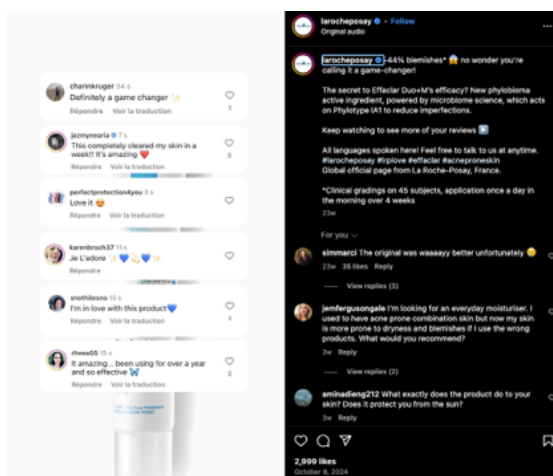 charinkruger 34 s
Definitely a game changer ✨
1
Répondre Voir la traduction
jazmynearia 7 s
This completely cleared my skin in a
week!! It's amazing ❤️
3
Répondre Voir la traduction
perfectprotection4you 3 s
Love it 😍
Répondre Voir la traduction
karenbroch37 11 s
Je L'adore ✨💙💫💙✨
Répondre Voir la traduction
snethilesno 15 s
I'm in love with this product💙
1
Répondre Voir la traduction
rheea05 15 s
It amazing .. been using for over a year
and so effective 🦋
3
Répondre Voir la traduction
larocheposay • Follow
Original audio
larocheposay -44% blemishes* 😱 no wonder you're
calling it a game-changer!
The secret to Effaclar Duo+M's efficacy? New phylobioma
active ingredient, powered by microbiome science, which acts
on Phylotype IA1 to reduce imperfections.
Keep watching to see more of your reviews ▶️
All languages spoken here! Feel free to talk to us at anytime.
#larocheposay #lrplove #effaclar #acneproneskin
Global official page from La Roche-Posay, France.
*Clinical gradings on 45 subjects, application once a day in
the morning over 4 weeks
23w
For you
simmarci The original was waaaayy better unfortunately 😔
23w 35 likes Reply
View replies (3)
jemfergusongale I'm looking for an everyday moisturiser. I
used to have acne prone combination skin but now my skin
is more prone to dryness and blemishes if I use the wrong
products. What would you recommend?
3w Reply
View replies (2)
aminadieng212 What exactly does the product do to your
skin? Does it protect you from the sun?
3w Reply
2,999 likes
October 8, 2024